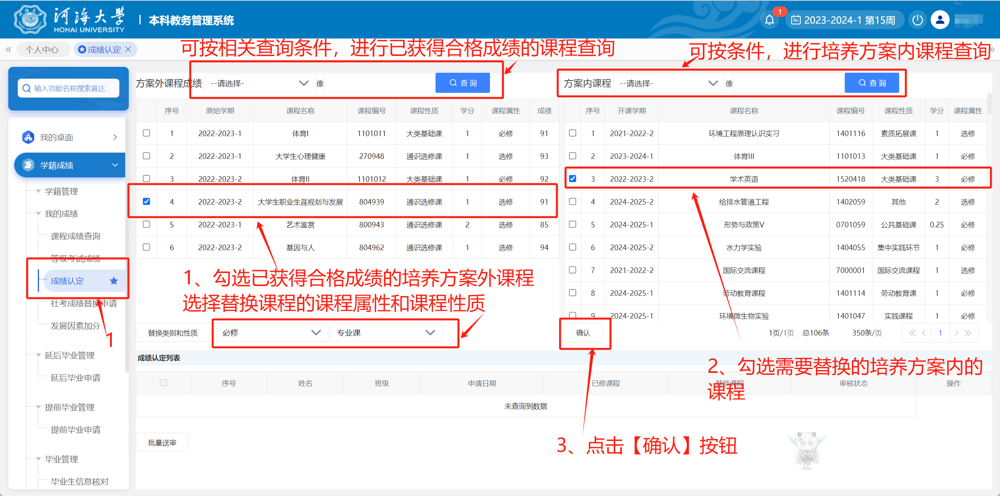 河海大学
HOHAI UNIVERSITY
本科教务管理系统
1
2023-2024-1 第15周
个人中心
成绩认定
可按相关查询条件，进行已获得合格成绩的课程查询
可按条件，进行培养方案内课程查询
输入功能名称搜索直达
我的桌面
学籍成绩
学籍管理
我的成绩
课程成绩查询
等级考试成绩
成绩认定
社考成绩替换申请
发展因素加分
1
延后毕业管理
延后毕业申请
提前毕业管理
提前毕业申请
毕业管理
毕业生信息核对
方案外课程成绩 --请选择- 像 查 询
序号 原始学期 课程名称 课程编号 课程性质 学分 课程属性 成绩
1 2022-2023-1 体育I 1101011 大类基础课 1 必修 91
2 2022-2023-1 大学生心理健康 270948 通识选修课 1 选修 93
3 2022-2023-2 体育II 1101012 大类基础课 1 必修 92
4 2022-2023-2 大学生职业生涯规划与发展 804939 通识选修课 1 选修 91
5 2022-2023-1 艺术鉴赏 800943 通识选修课 2 选修 85
6 2022-2023-2 基因与人 804962 通识选修课 1 选修 94
1、勾选已获得合格成绩的培养方案外课程
选择替换课程的课程属性和课程性质
替换类别和性质 必修 专业课
方案内课程 --请选择- 像 查 询
序号 开课学期 课程名称 课程编号 课程性质 学分 课程属性
1 2021-2022-2 环境工程原理认识实习 1401116 素质拓展课 1 选修
2 2023-2024-1 体育III 1101013 大类基础课 1 必修
3 2022-2023-2 学术英语 1520418 大类基础课 3 必修
4 2024-2025-2 给排水管道工程 1402059 其他 2 选修
5 2024-2025-1 形势与政策V 0701059 公共基础课 0.25 必修
6 2024-2025-2 水力学实验 1404055 集中实践环节 1 必修
7 2021-2022-2 国际交流课程 7000001 国际交流课程 1 选修
8 2024-2025-1 劳动教育课程 1401114 劳动教育课 1 必修
9 2024-2025-1 环境微生物实验 1401047 实践课程 1 必修
确认 1页/1页 总106条 350条/页 1
成绩认定列表
2、勾选需要替换的培养方案内的
课程
序号 姓名 班级 申请日期 已修课程 替换课程 审核状态 操作
未查询到数据
批量送审
3、点击【确认】按钮